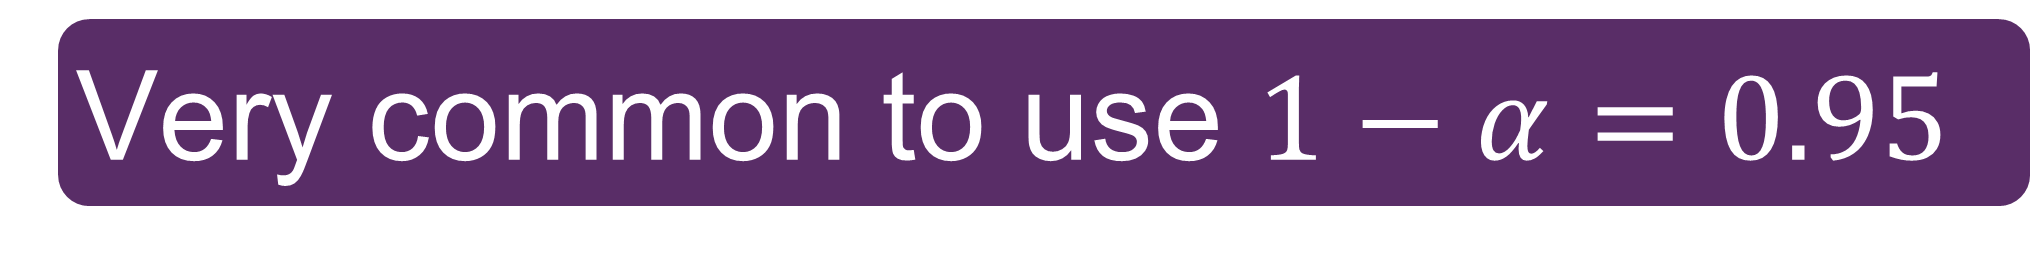 Very common to use 1 − α = 0.95